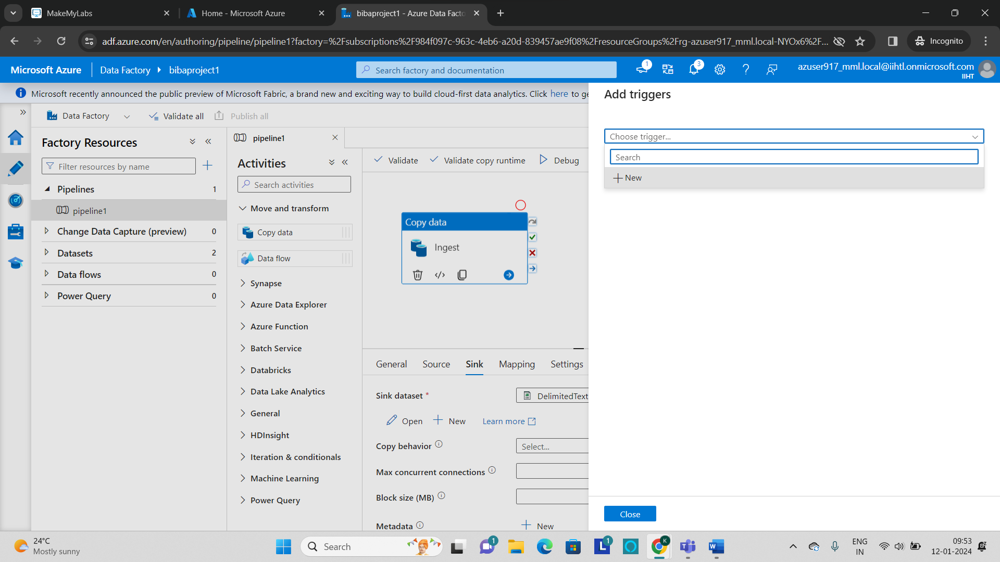 MakeMyLabs
Home - Microsoft Azure
bibaproject1 - Azure Data Facto
adf.azure.com/en/authoring/pipeline/pipeline1?factory=%2Fsubscriptions%2F984f097c-963c-4eb6-a20d-839457ae9f08%2FresourceGroups%2Frg-azuser917_mml.local-NYOx6%2F...
Incognito
Microsoft Azure
Data Factory
bibaproject1
Search factory and documentation
1
3
azuser917_mml.local@iihtl.onmicrosoft.com
IIHT
Microsoft recently announced the public preview of Microsoft Fabric, a brand new and exciting way to build cloud-first data analytics. Click here to ge
Add triggers
Data Factory
Validate all
Publish all
Choose trigger...
Search
New
Factory Resources
Filter resources by name
Pipelines 1
pipeline1
Change Data Capture (preview) 0
Datasets 2
Data flows 0
Power Query 0
pipeline1
Activities
Search activities
Move and transform
Copy data
Data flow
Synapse
Azure Data Explorer
Azure Function
Batch Service
Databricks
Data Lake Analytics
General
HDInsight
Iteration & conditionals
Machine Learning
Power Query
Validate
Validate copy runtime
Debug
Copy data
Ingest
General
Source
Sink
Mapping
Settings
Sink dataset *
DelimitedText
Open
New
Learn more
Copy behavior
Select...
Max concurrent connections
Block size (MB)
Metadata
New
Close
24°C
Mostly sunny
Search
1
L
1
K
ENG
IN
09:53
12-01-2024